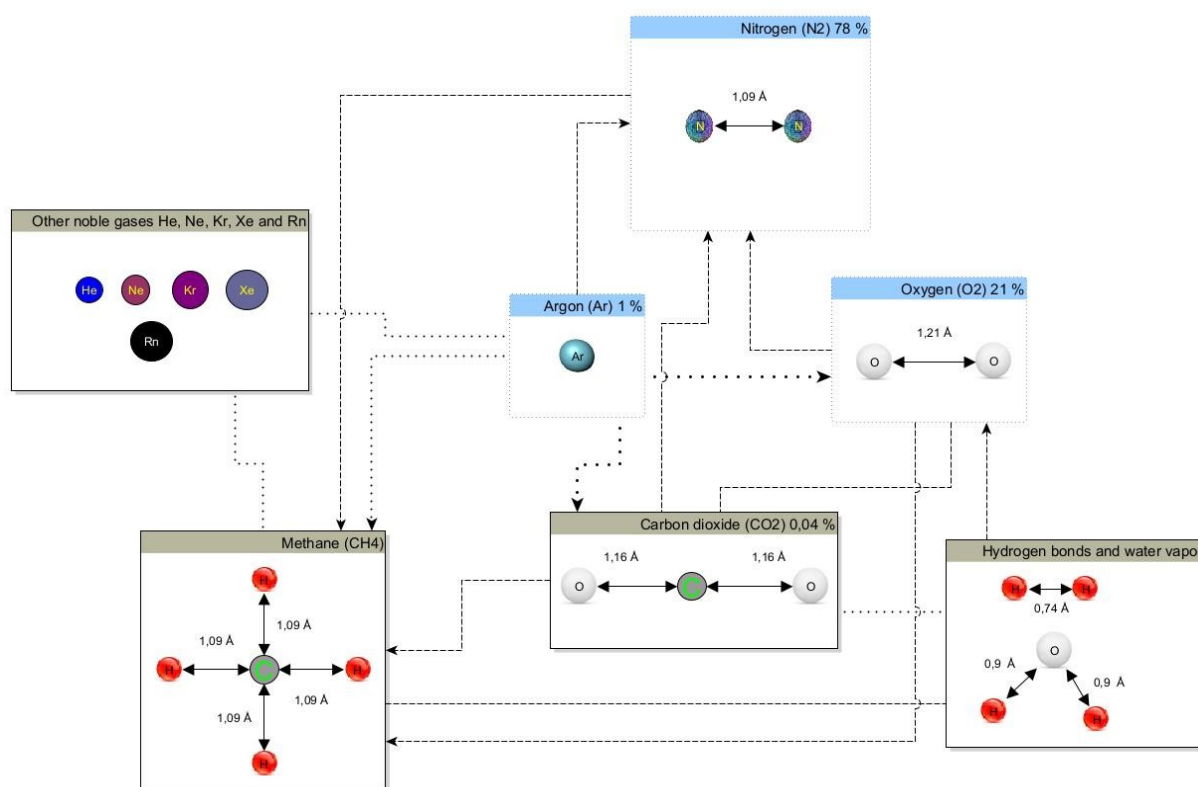 Nitrogen (N2) 78 %
1,09 Å
N
N
Other noble gases He, Ne, Kr, Xe and Rn
He
Ne
Kr
Xe
Rn
Argon (Ar) 1 %
Ar
Oxygen (O2) 21 %
1,21 Å
O
O
Carbon dioxide (CO2) 0,04 %
1,16 Å
1,16 Å
O
C
O
Methane (CH4)
H
1,09 Å
1,09 Å
H
C
H
1,09 Å
1,09 Å
H
Hydrogen bonds and water vapo
H
H
0,74 Å
O
0,9 Å
0,9 Å
H
H